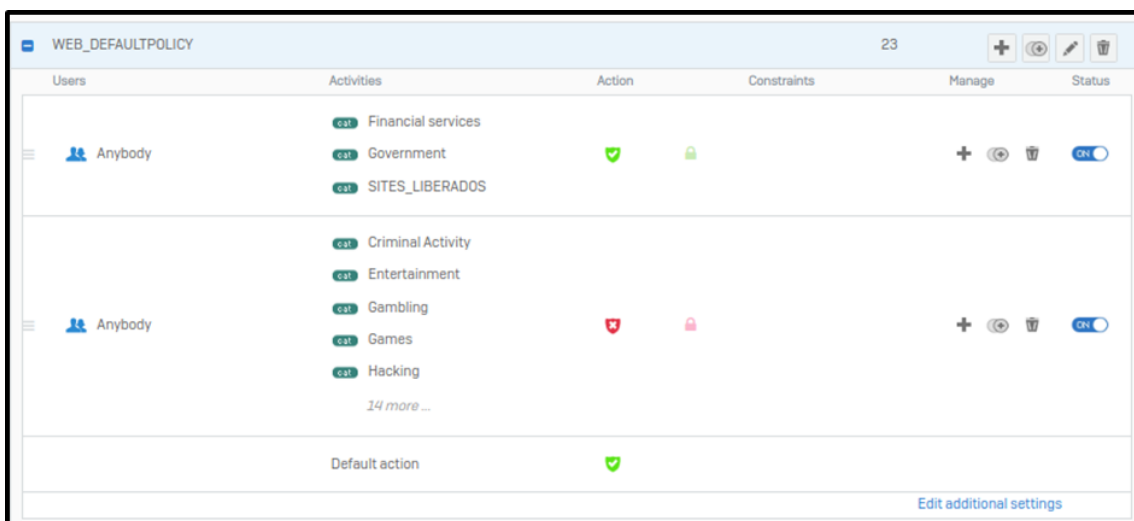 WEB_DEFAULTPOLICY 23
Users Activities Action Constraints Manage Status
cat Financial services
Anybody cat Government ON
cat SITES_LIBERADOS
cat Criminal Activity
cat Entertainment
cat Gambling
Anybody ON
cat Games
cat Hacking
14 more ...
Default action
Edit additional settings